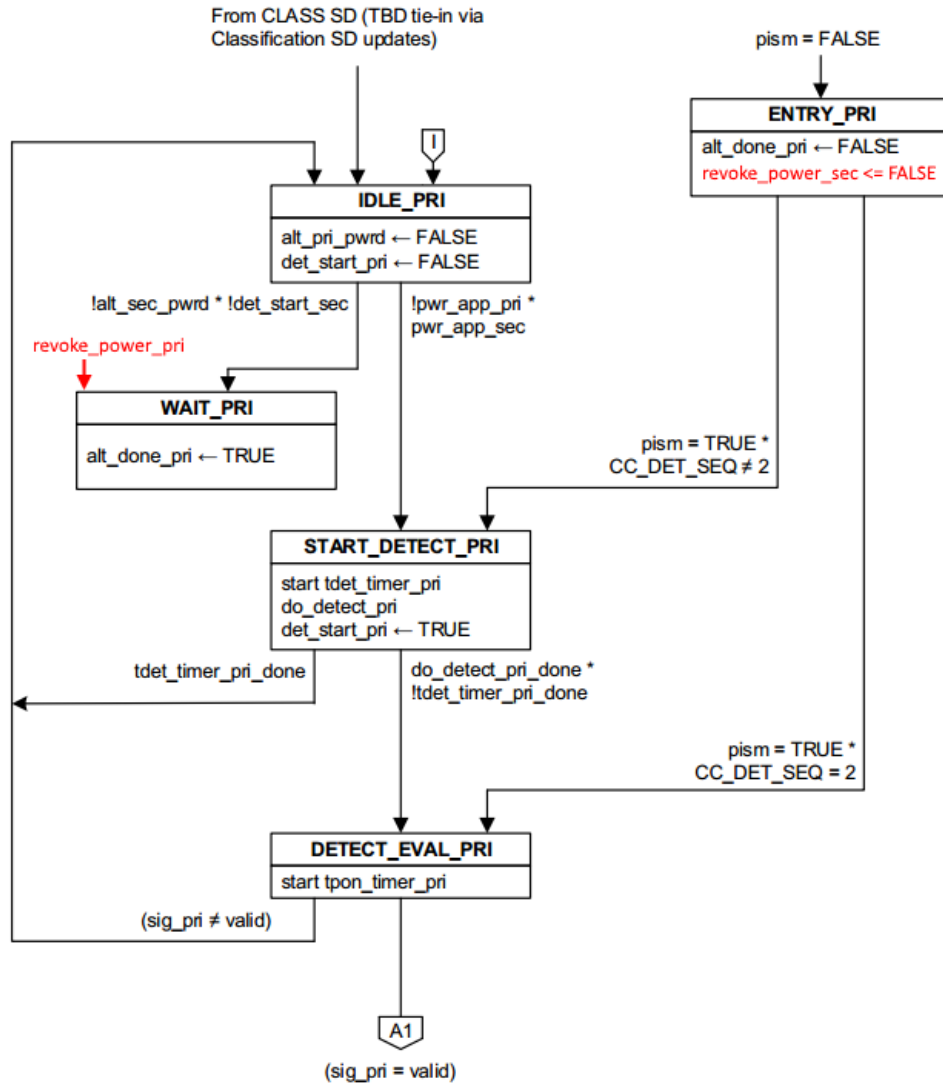 From CLASS SD (TBD tie-in via
Classification SD updates)
pism = FALSE
ENTRY_PRI
alt_done_pri ← FALSE
revoke_power_sec <= FALSE
I
IDLE_PRI
alt_pri_pwrd ← FALSE
det_start_pri ← FALSE
!alt_sec_pwrd * !det_start_sec
!pwr_app_pri *
pwr_app_sec
revoke_power_pri
WAIT_PRI
alt_done_pri ← TRUE
pism = TRUE *
CC_DET_SEQ ≠ 2
START_DETECT_PRI
start tdet_timer_pri
do_detect_pri
det_start_pri ← TRUE
tdet_timer_pri_done
do_detect_pri_done *
!tdet_timer_pri_done
pism = TRUE *
CC_DET_SEQ = 2
DETECT_EVAL_PRI
start tpon_timer_pri
(sig_pri ≠ valid)
A1
(sig_pri = valid)